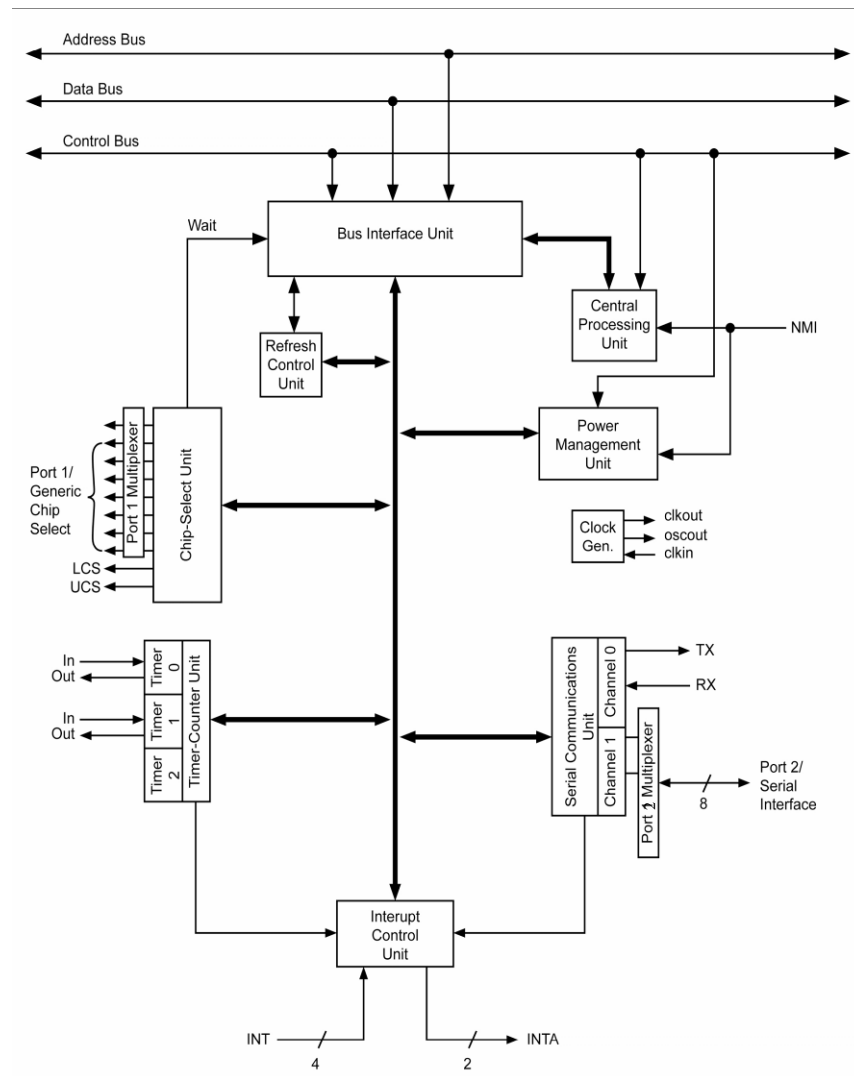 Address Bus
Data Bus
Control Bus
Wait
Bus Interface Unit
Central
Processing
Unit
NMI
Refresh
Control
Unit
Power
Management
Unit
Port 1/
Generic
Chip
Select
Port 1 Multiplexer
Chip-Select Unit
LCS
UCS
Clock
Gen.
clkout
oscout
clkin
In
Out
In
Out
Timer
0
Timer
1
Timer
2
Timer-Counter Unit
Serial Communications
Unit
Channel 0
Channel 1
TX
RX
Port 2 Multiplexer
8
Port 2/
Serial
Interface
Interupt
Control
Unit
INT
4
2
INTA